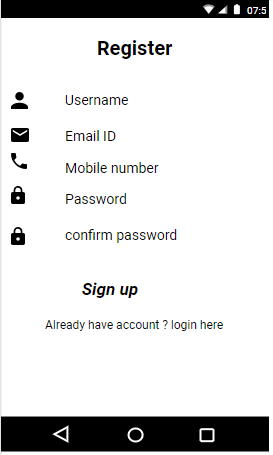 07:5
Register
Username
Email ID
Mobile number
Password
confirm password
Sign up
Already have account ? login here